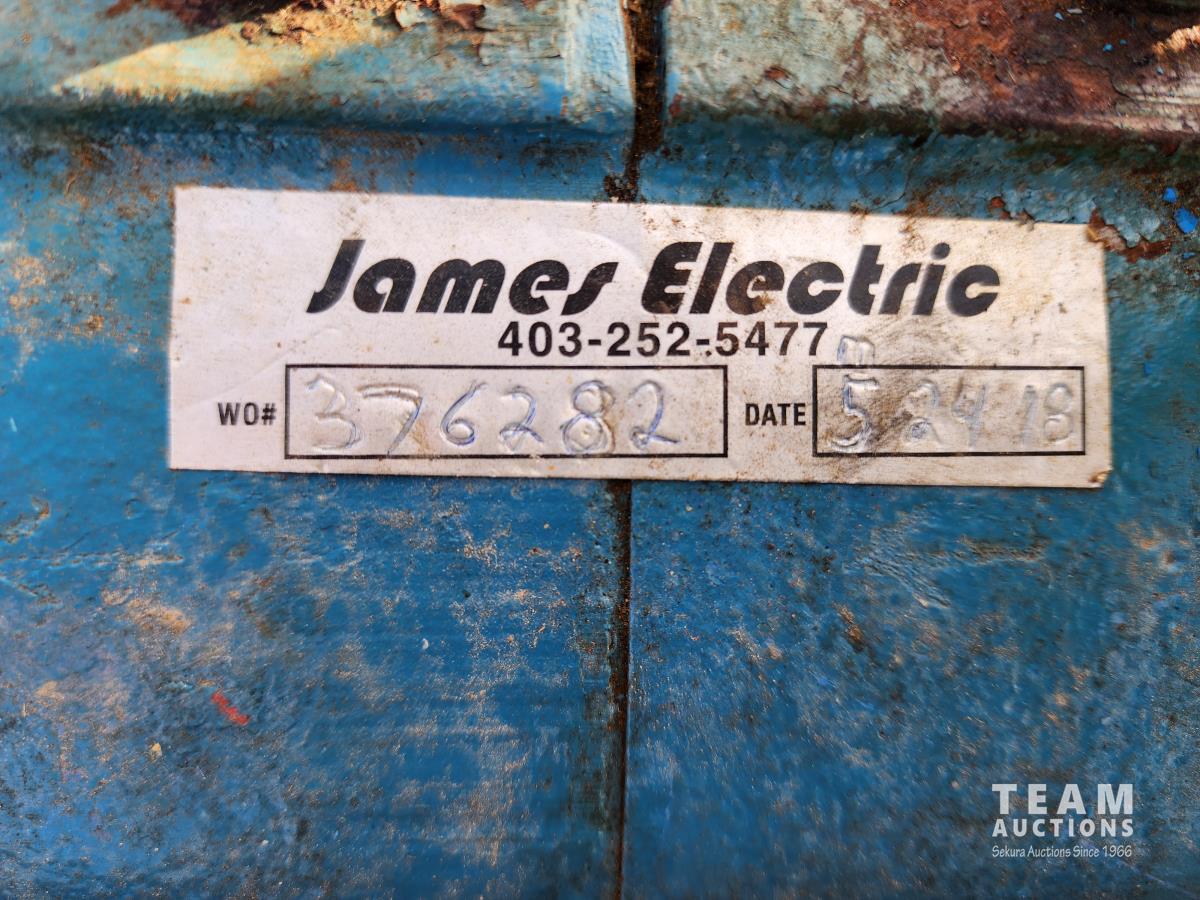 James Electric
403-252-5477
WO# 376282 DATE 5 24 18
TEAM
AUCTIONS
Sekura Auctions Since 1966